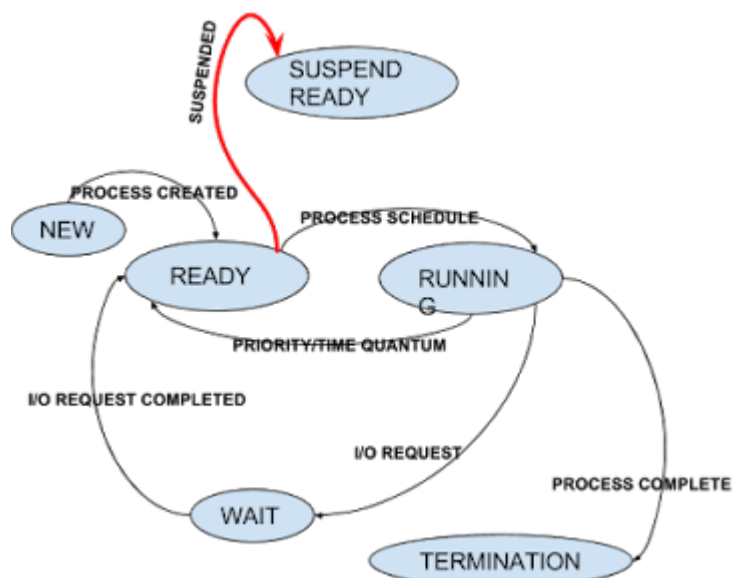 SUSPENDED
SUSPEND
READY
PROCESS CREATED
NEW
PROCESS SCHEDULE
READY
RUNNIN
G
PRIORITY/TIME QUANTUM
I/O REQUEST COMPLETED
I/O REQUEST
PROCESS COMPLETE
WAIT
TERMINATION